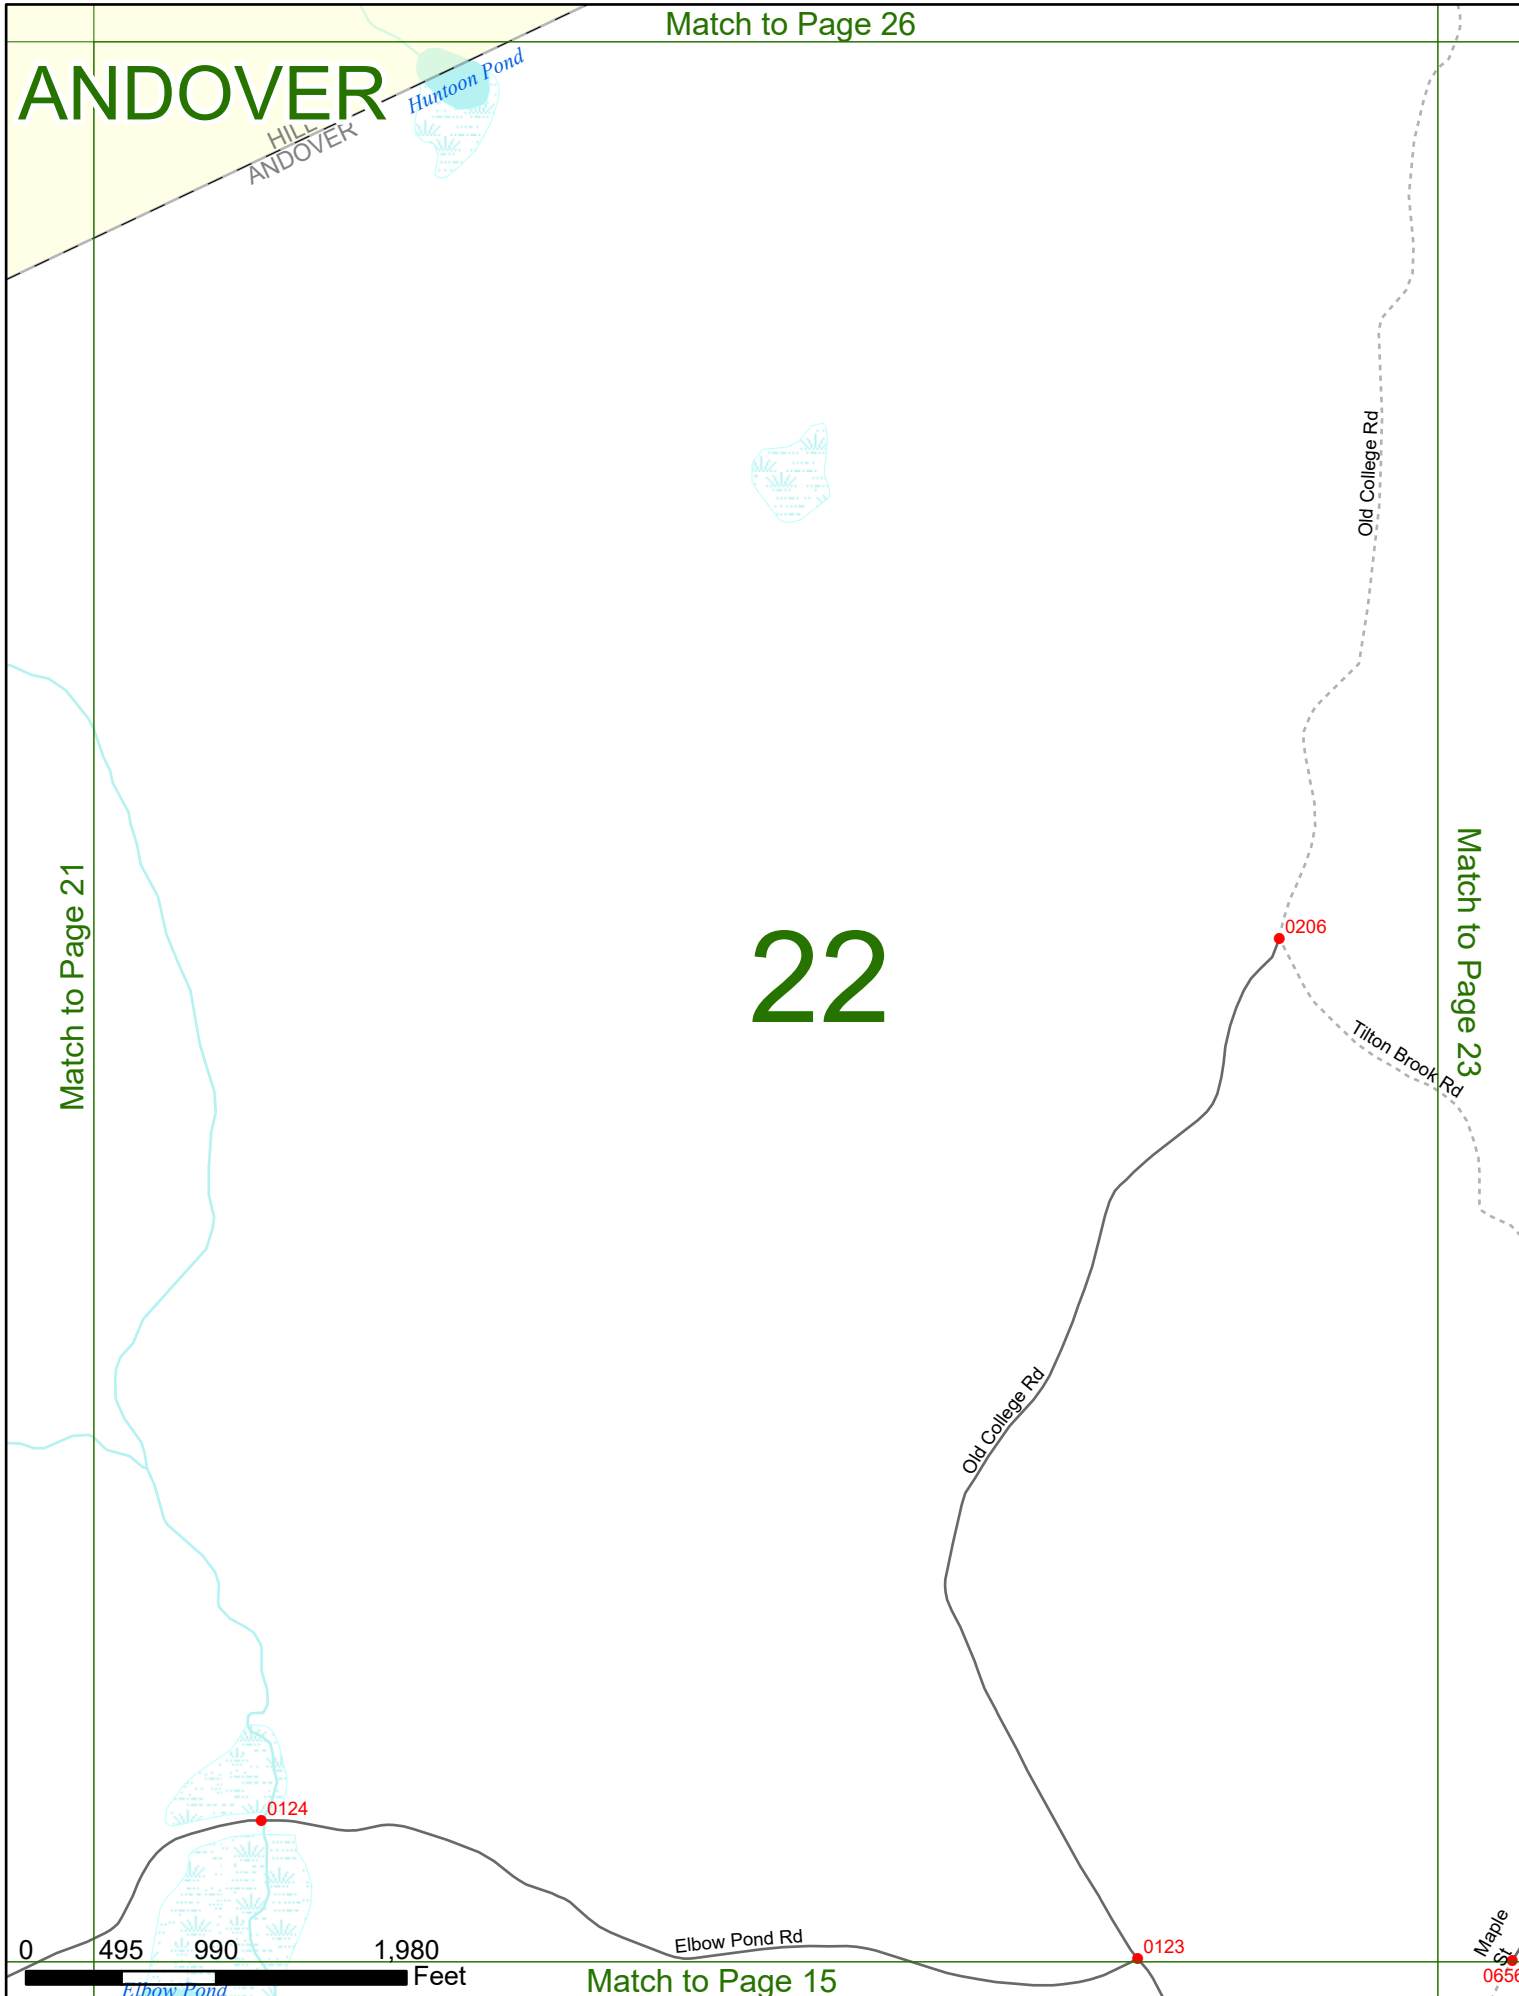 Match to Page 26
ANDOVER
Huntoon Pond
HILL
ANDOVER
Old College Rd
Match to Page 21
Match to Page 23
22
0206
Tilton Brook Rd
Old College Rd
0124
Elbow Pond Rd
0123
Maple
St
0656
0 495 990 1,980
Feet
Elbow Pond
Match to Page 15